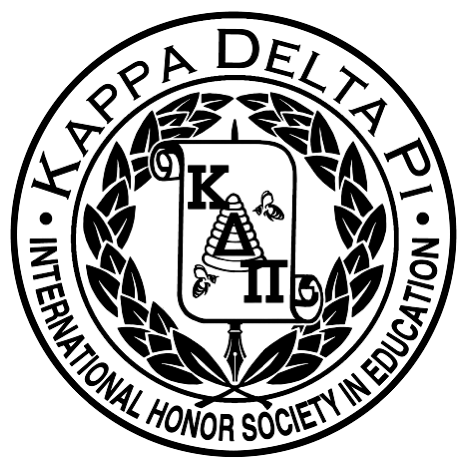 KAPPA DELTA PI
ΚΔΠ
• INTERNATIONAL HONOR SOCIETY IN EDUCATION •